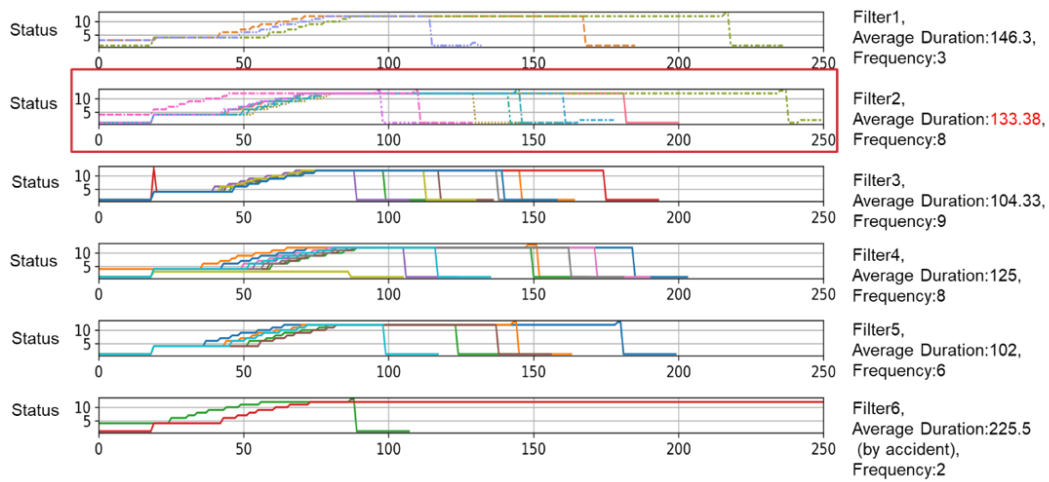 Status
10
5
0 50 100 150 200 250
Filter1,
Average Duration:146.3,
Frequency:3
Status
10
5
0 50 100 150 200 250
Filter2,
Average Duration:133.38,
Frequency:8
Status
10
5
0 50 100 150 200 250
Filter3,
Average Duration:104.33,
Frequency:9
Status
10
5
0 50 100 150 200 250
Filter4,
Average Duration:125,
Frequency:8
Status
10
5
0 50 100 150 200 250
Filter5,
Average Duration:102,
Frequency:6
Status
10
5
0 50 100 150 200 250
Filter6,
Average Duration:225.5
(by accident),
Frequency:2